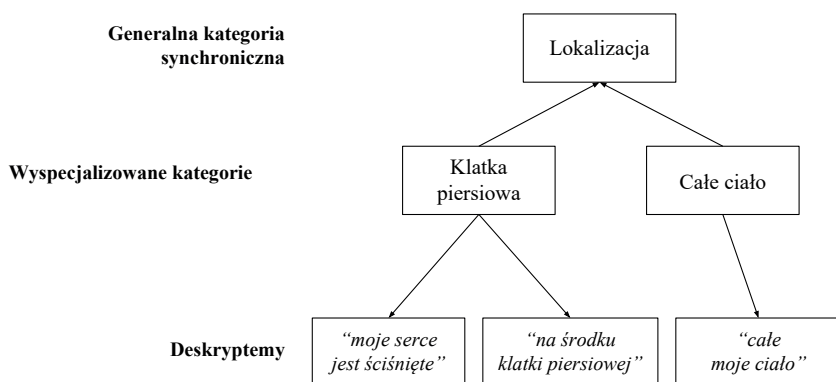 Generalna kategoria
synchroniczna
Lokalizacja
Wyspecjalizowane kategorie
Klatka
piersiowa
Całe ciało
Deskryptemy
“moje serce
jest ściśnięte”
“na środku
klatki piersiowej”
“całe
moje ciało”